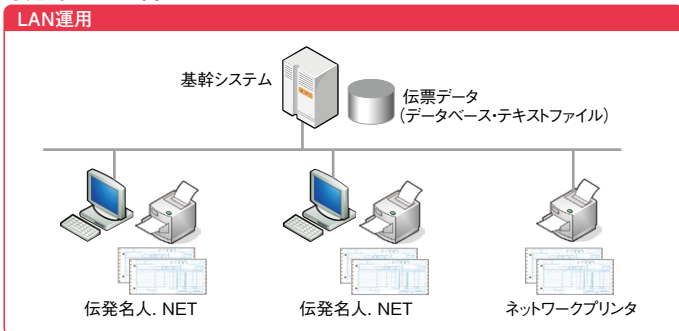 LAN運用
基幹システム
伝票データ
(データベース・テキストファイル)
伝発名人. NET
伝発名人. NET
ネットワークプリンタ